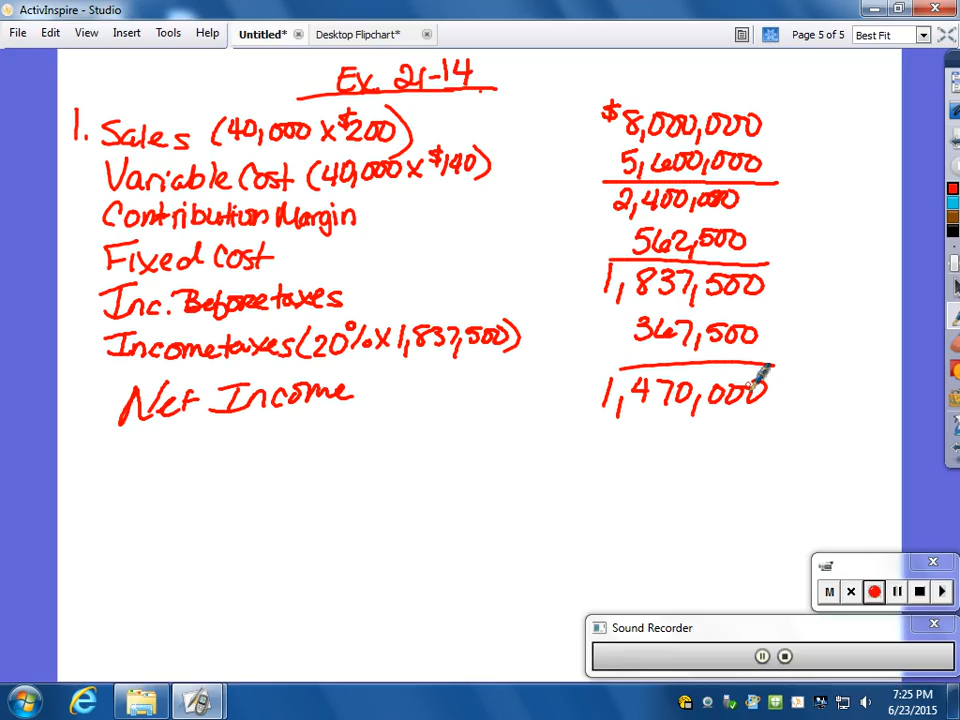 ActivInspire - Studio
File Edit View Insert Tools Help Untitled* Desktop Flipchart* Page 5 of 5 Best Fit
Ex. 21-14
1. Sales (40,000 x $200) $8,000,000
Variable Cost (40,000 x $140) 5,600,000
Contribution Margin 2,400,000
Fixed Cost 562,500
Inc. Before taxes 1,837,500
Income taxes (20% x 1,837,500) 367,500
Net Income 1,470,000
M
Sound Recorder
7:25 PM
6/23/2015